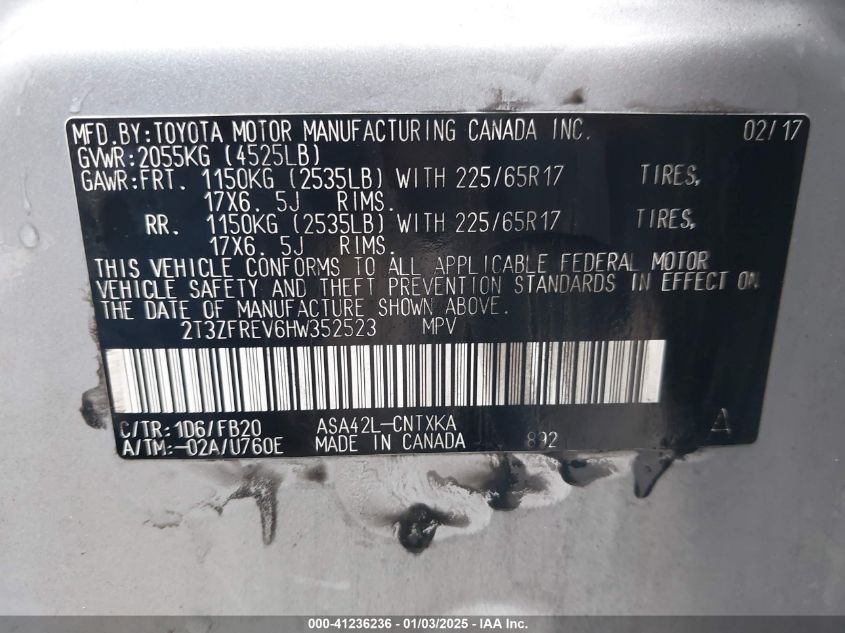 MFD.BY:TOYOTA MOTOR MANUFACTURING CANADA INC. 02/17
GVWR:2055KG (4525LB)
GAWR:FRT. 1150KG (2535LB) WITH 225/65R17 TIRES,
17X6. 5J RIMS.
RR. 1150KG (2535LB) WITH 225/65R17 TIRES,
17X6. 5J RIMS.
THIS VEHICLE CONFORMS TO ALL APPLICABLE FEDERAL MOTOR
VEHICLE SAFETY AND THEFT PREVENTION STANDARDS IN EFFECT ON
THE DATE OF MANUFACTURE SHOWN ABOVE.
2T3ZFREV6HW352523 MPV
C/TR:1D6/FB20 ASA42L-CNTXKA A
A/TM:-02A/U760E MADE IN CANADA 892
000-41236236 - 01/03/2025 - IAA Inc.